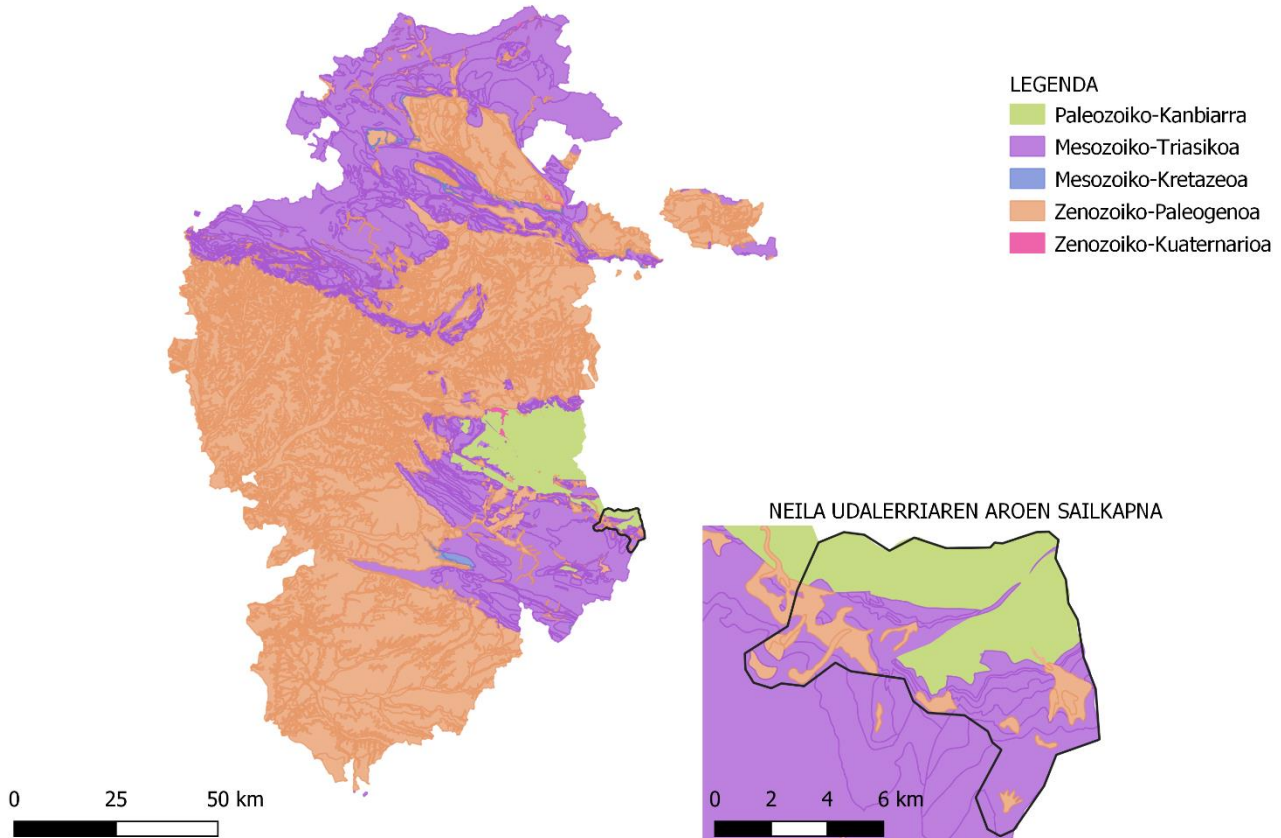 LEGENDA
Paleozoiko-Kanbiarra
Mesozoiko-Triasikoa
Mesozoiko-Kretazeoa
Zenozoiko-Paleogenoa
Zenozoiko-Kuaternarioa
NEILA UDALERRIAREN AROEN SAILKAPNA
0 25 50 km
0 2 4 6 km